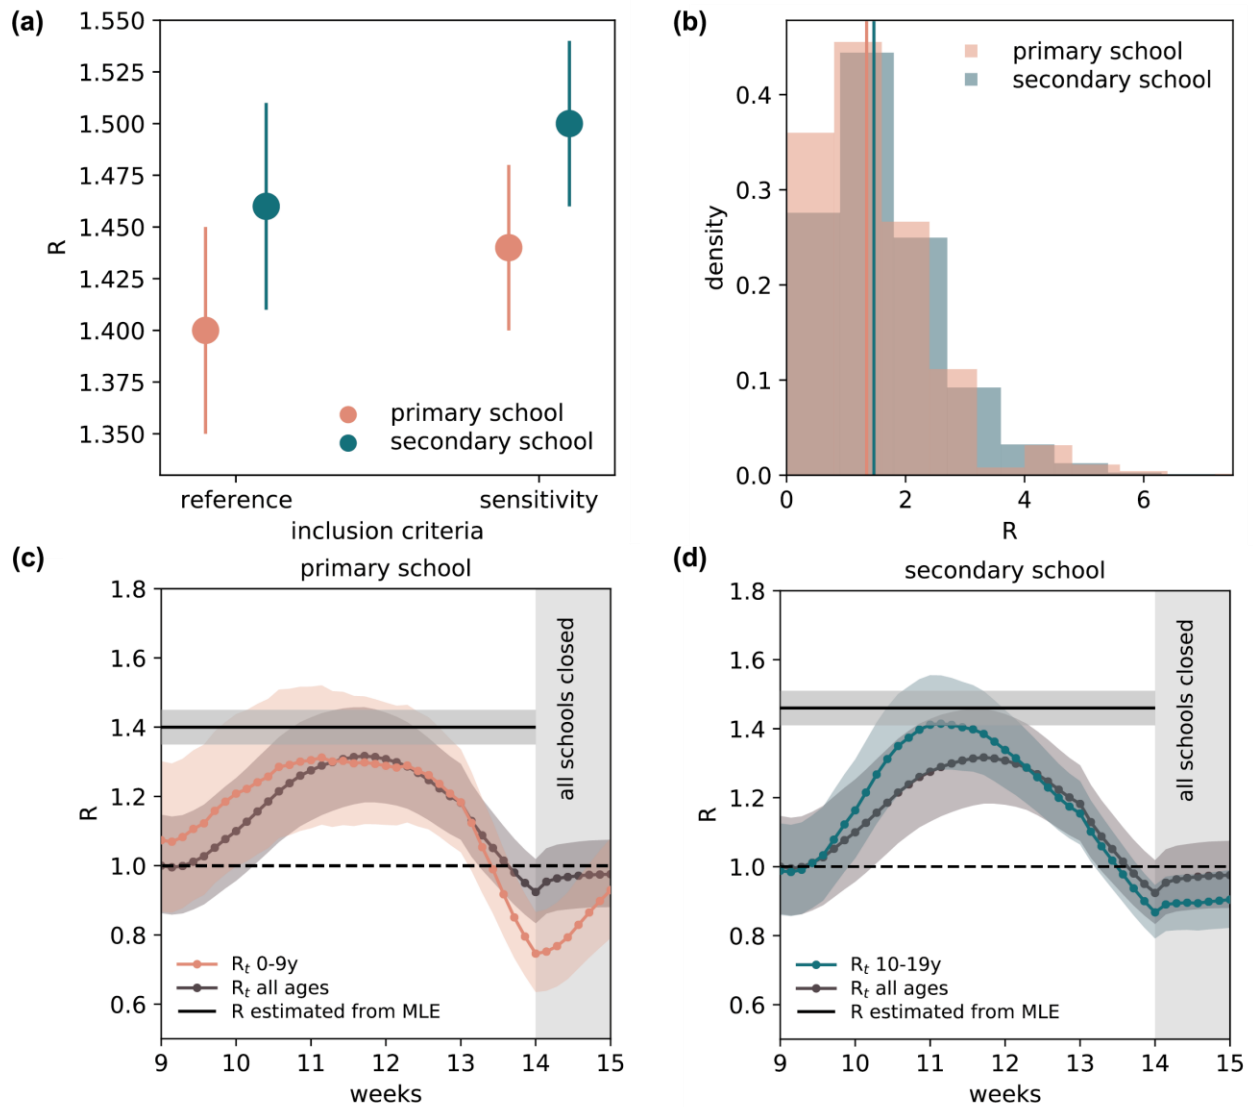 (a)
1.550
1.525
1.500
1.475
1.450
1.425
1.400
1.375
1.350
R
primary school
secondary school
reference
sensitivity
inclusion criteria
(b)
0.4
0.3
0.2
0.1
0.0
density
primary school
secondary school
0 2 4 6
R
(c)
primary school
1.8
1.6
1.4
1.2
1.0
0.8
0.6
R
all schools closed
Rₜ 0-9y
Rₜ all ages
R estimated from MLE
9 10 11 12 13 14 15
weeks
(d)
secondary school
1.8
1.6
1.4
1.2
1.0
0.8
0.6
R
all schools closed
Rₜ 10-19y
Rₜ all ages
R estimated from MLE
9 10 11 12 13 14 15
weeks